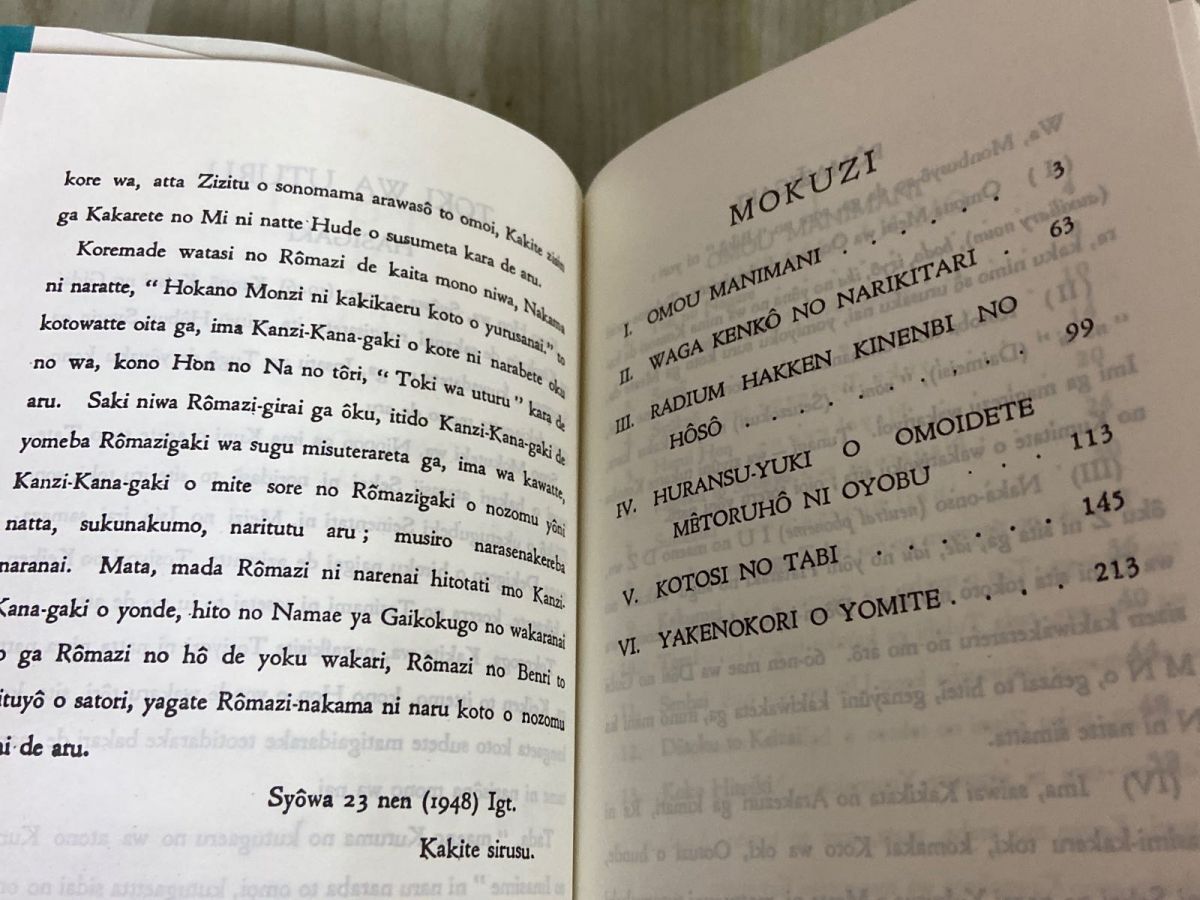 kore wa, atta Zizitu o sonomama arawasô to omoi, Kakite zisin
ga Kakarete no Mi ni natte Hude o susumeta kara de aru.
Koremade watasi no Rômazi de kaita mono niwa, Nakama
ni naratte, “ Hokano Monzi ni kakikaeru koto o yurusanai.” to
kotowatte oita ga, ima Kanzi-Kana-gaki o kore ni narabete oku
no wa, kono Hon no Na no tôri, “ Toki wa uturu ” kara de
aru. Saki niwa Rômazi-girai ga ôku, itido Kanzi-Kana-gaki de
yomeba Rômazigaki wa sugu misuterareta ga, ima wa kawatte,
Kanzi-Kana-gaki o mite sore no Rômazigaki o nozomu yôni
natta, sukunakumo, naritutu aru ; musiro narasenakereba
naranai. Mata, mada Rômazi ni narenai hitotati mo Kanzi-
Kana-gaki o yonde, hito no Namae ya Gaikokugo no wakaranai
o ga Rômazi no hô de yoku wakari, Rômazi no Benri to
ituyô o satori, yagate Rômazi-nakama ni naru koto o nozomu
ni de aru.
Syôwa 23 nen (1948) Igt.
Kakite sirusu.
MOKUZI
I. OMOU MANIMANI . . . . . 3
II. WAGA KENKÔ NO NARIKITARI . 63
III. RADIUM HAKKEN KINENBI NO
HÔSÔ . . . . . . . . . 99
IV. HURANSU-YUKI O OMOIDETE
MÊTORUHÔ NI OYOBU . . . 113
V. KOTOSI NO TABI . . . . . . 145
VI. YAKENOKORI O YOMITE . . . . 213